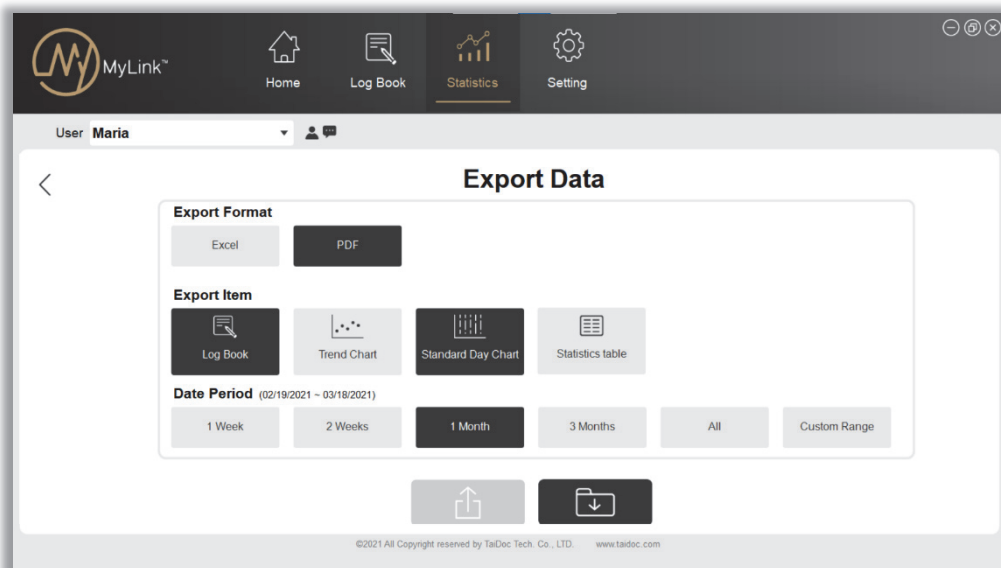 My MyLink™
Home Log Book Statistics Setting
User Maria
Export Data
Export Format
Excel PDF
Export Item
Log Book Trend Chart Standard Day Chart Statistics table
Date Period (02/19/2021 ~ 03/18/2021)
1 Week 2 Weeks 1 Month 3 Months All Custom Range
©2021 All Copyright reserved by TaiDoc Tech. Co., LTD. www.taidoc.com